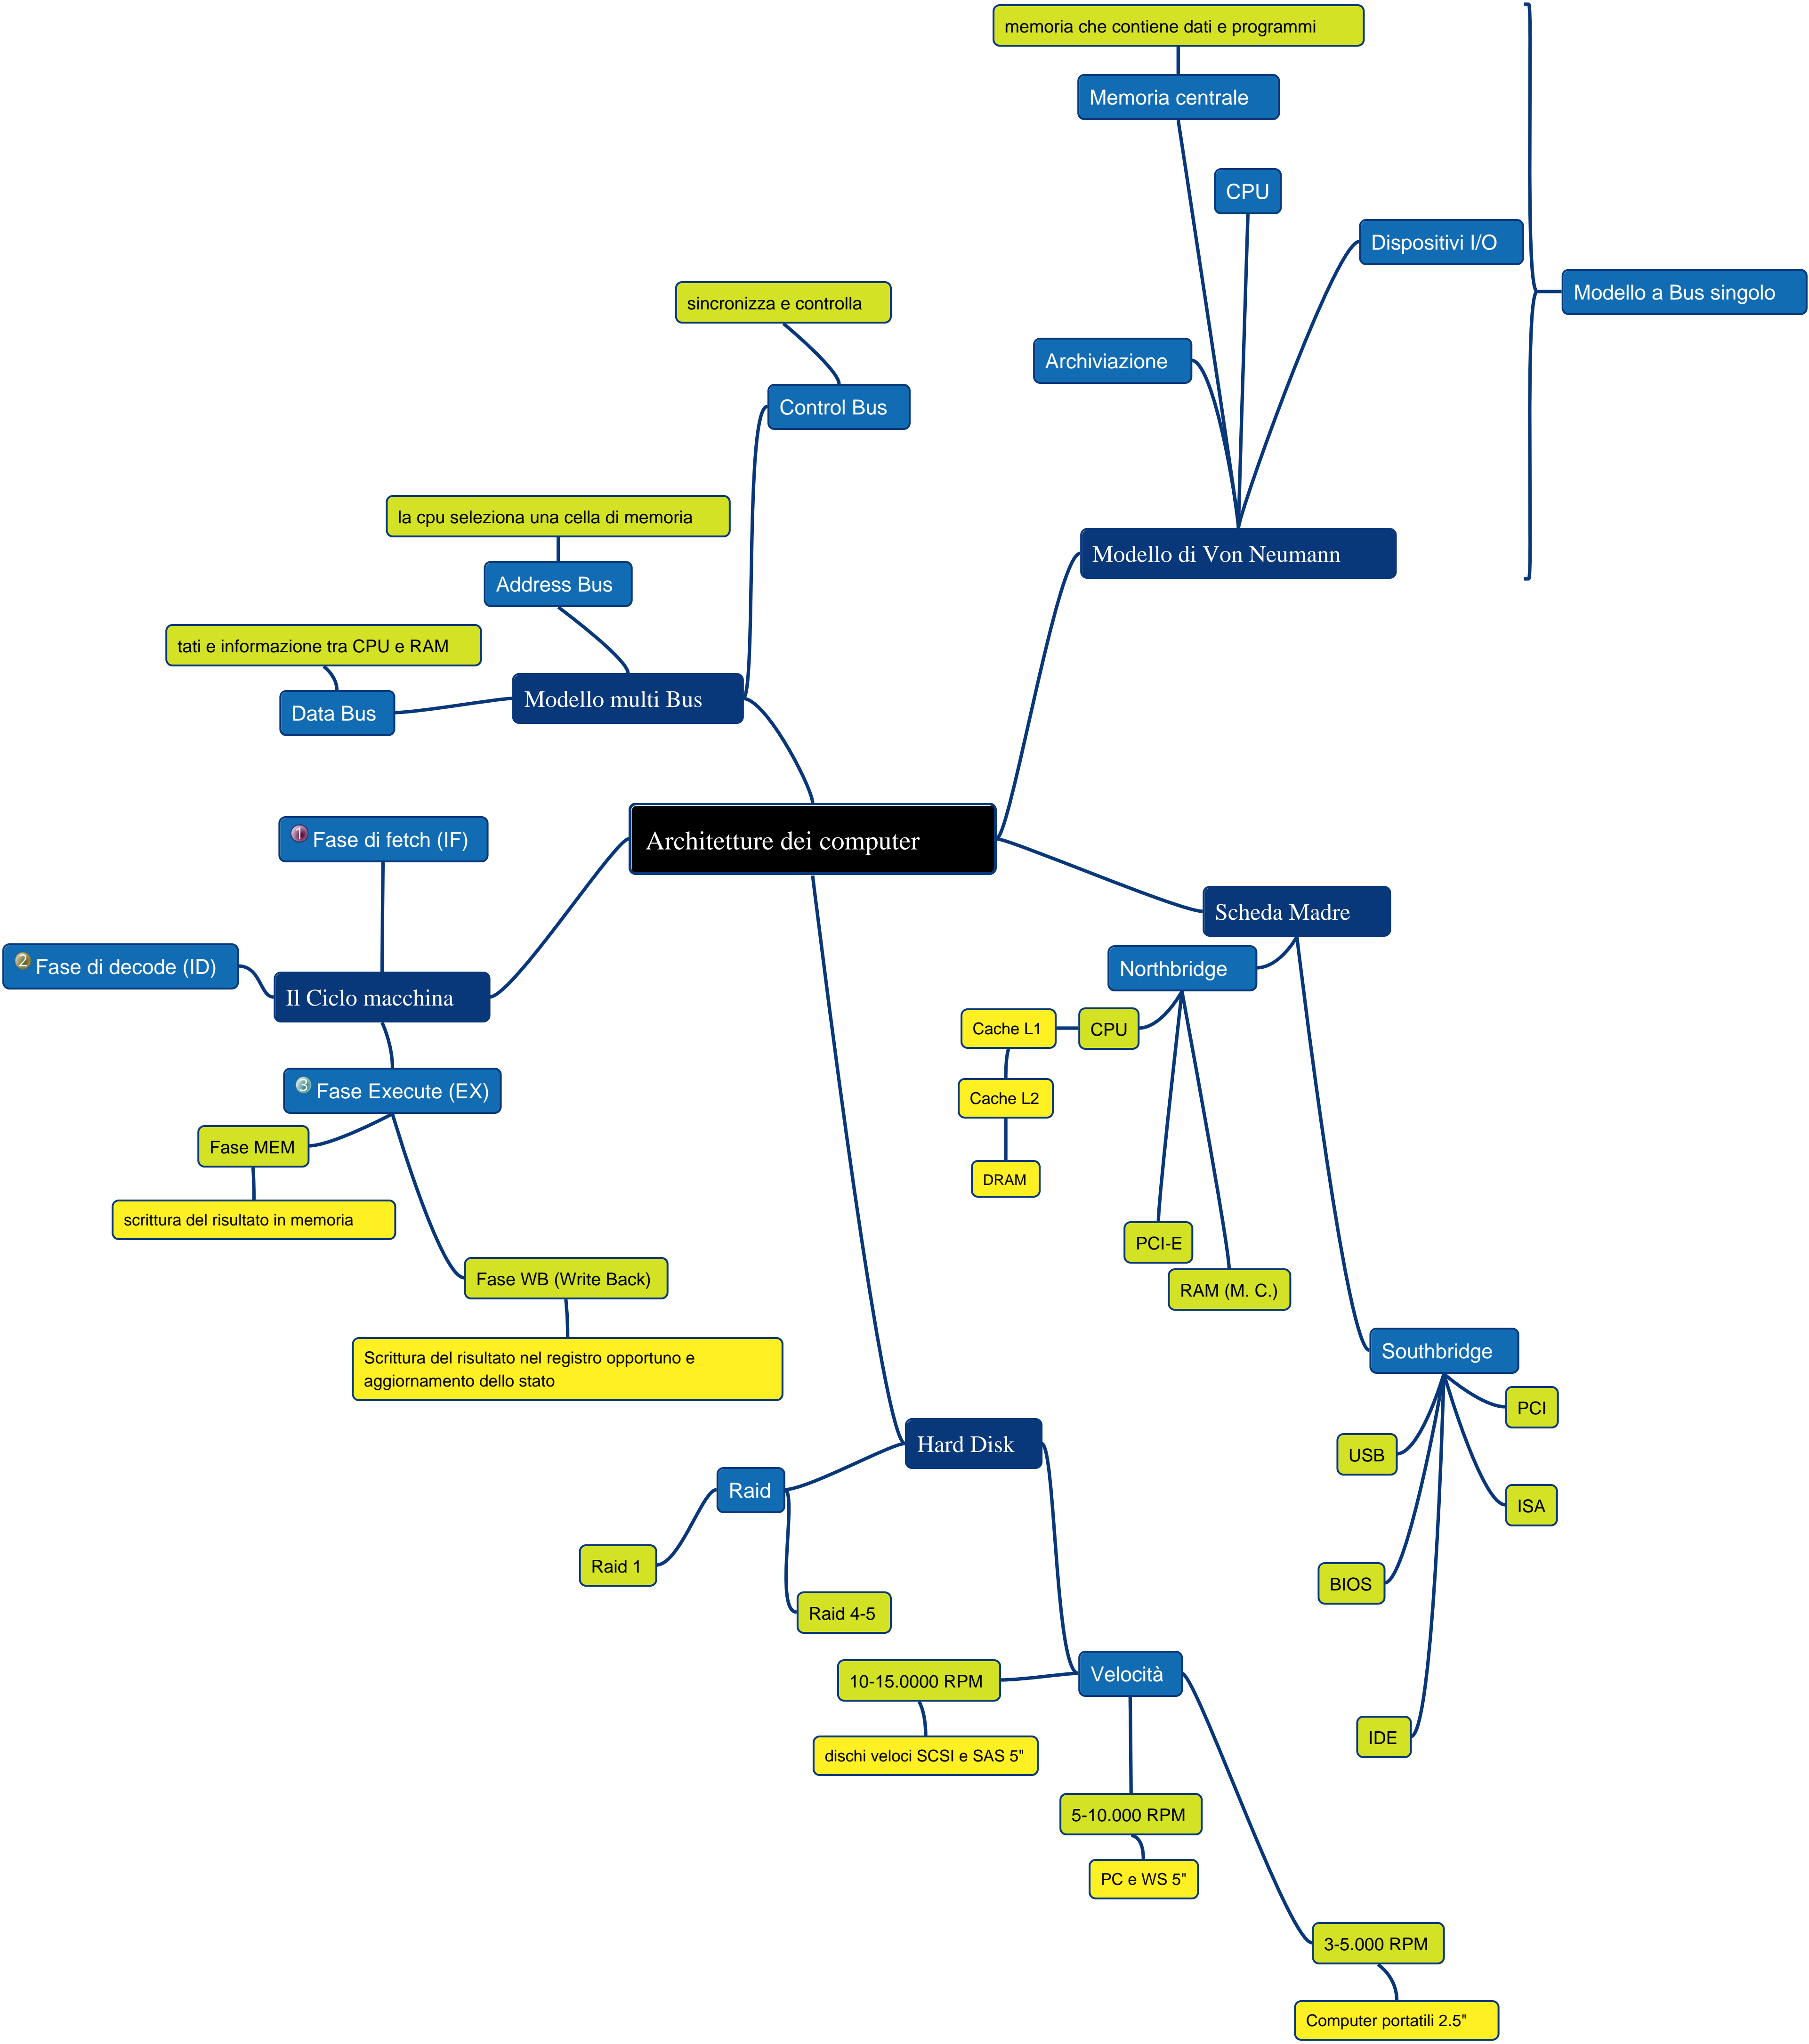 memoria che contiene dati e programmi
Memoria centrale
CPU
Dispositivi I/O
Modello a Bus singolo
sincronizza e controlla
Archiviazione
Control Bus
la cpu seleziona una cella di memoria
Modello di Von Neumann
Address Bus
tati e informazione tra CPU e RAM
Modello multi Bus
Data Bus
1 Fase di fetch (IF)
Architetture dei computer
Scheda Madre
2 Fase di decode (ID)
Northbridge
Il Ciclo macchina
Cache L1
CPU
3 Fase Execute (EX)
Cache L2
Fase MEM
DRAM
scrittura del risultato in memoria
PCI-E
Fase WB (Write Back)
RAM (M. C.)
Scrittura del risultato nel registro opportuno e
aggiornamento dello stato
Southbridge
PCI
Hard Disk
USB
Raid
ISA
Raid 1
BIOS
Raid 4-5
Velocità
10-15.0000 RPM
IDE
dischi veloci SCSI e SAS 5"
5-10.000 RPM
PC e WS 5"
3-5.000 RPM
Computer portatili 2.5"